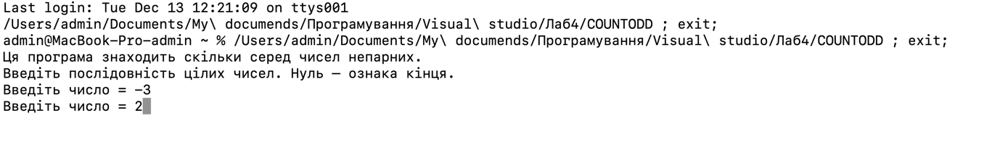 Last login: Tue Dec 13 12:21:09 on ttys001
/Users/admin/Documents/My\ documends/Програмування/Visual\ studio/Лаб4/COUNTODD ; exit;
admin@MacBook-Pro-admin ~ % /Users/admin/Documents/My\ documends/Програмування/Visual\ studio/Лаб4/COUNTODD ; exit;
Ця програма знаходить скільки серед чисел непарних.
Введіть послідовність цілих чисел. Нуль — ознака кінця.
Введіть число = -3
Введіть число = 2